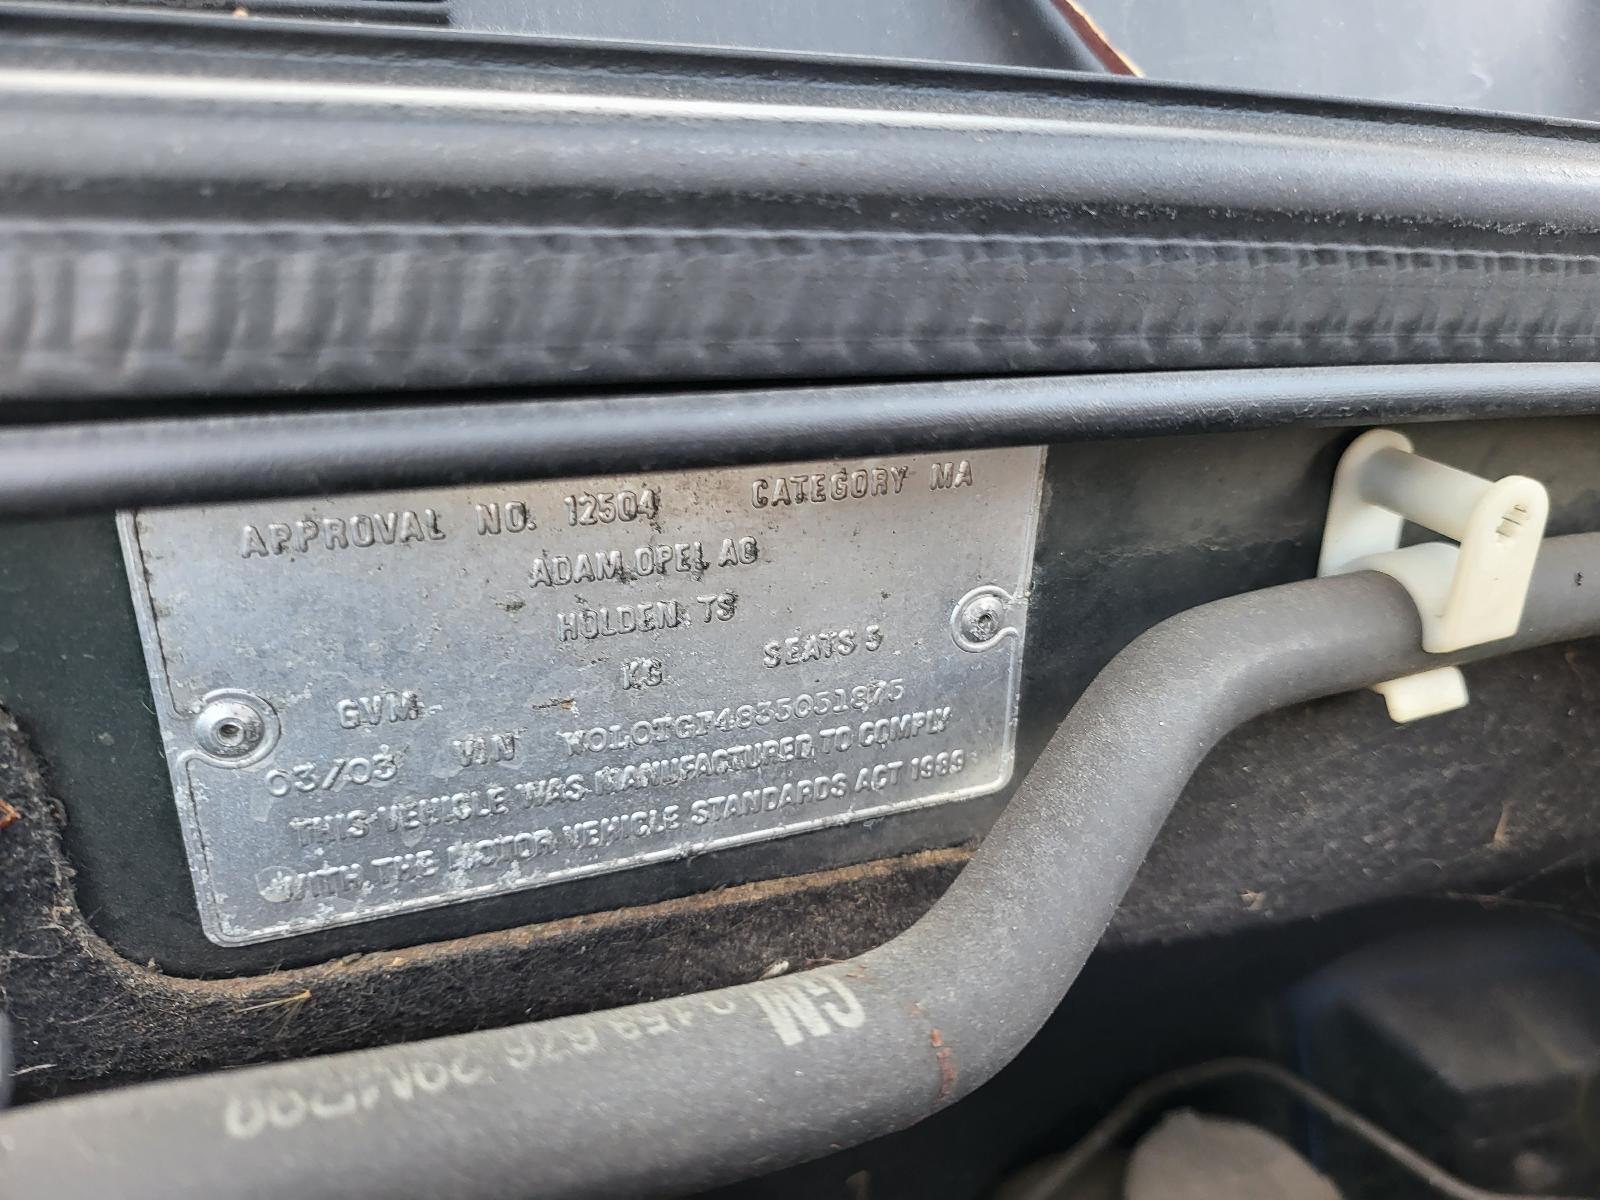 APPROVAL NO. 12504 CATEGORY MA
ADAM OPEL AG
HOLDEN TS
GVM KG SEATS 5
03/03 VIN W0L0TGF4835051875
THIS VEHICLE WAS MANUFACTURED TO COMPLY
WITH THE MOTOR VEHICLE STANDARDS ACT 1989
GM